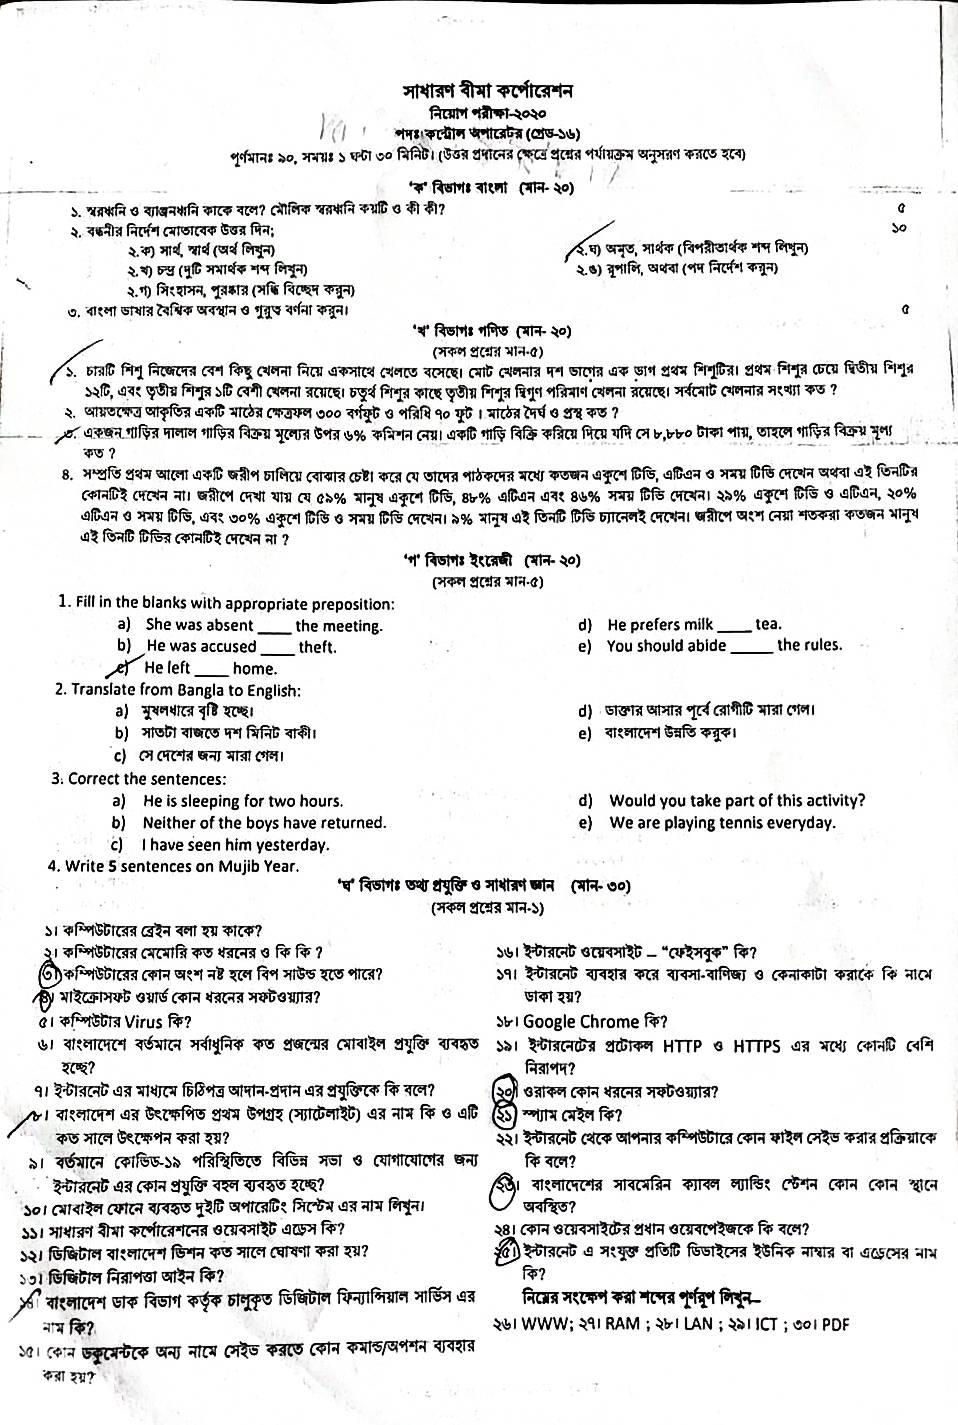 সাধারণ বীমা কর্পোরেশন
নিয়োগ পরীক্ষা-২০২০
পদঃ কন্ট্রোল অপারেটর (গ্রেড-১৬)
পূর্ণমানঃ ৯০, সময়ঃ ১ ঘন্টা ৩০ মিনিট। (উত্তর প্রদানের ক্ষেত্রে প্রশ্নের পর্যায়ক্রম অনুসরণ করতে হবে)
‘ক’ বিভাগঃ বাংলা (মান- ২০)
১. স্বরধ্বনি ও ব্যাঞ্জনধ্বনি কাকে বলে? মৌলিক স্বরধ্বনি কয়টি ও কী কী? ৫
২. বন্ধনীর নির্দেশ মোতাবেক উত্তর দিন; ১০
২.ক) সার্থ, স্বার্থ (অর্থ লিখুন) ২.ঘ) অমৃত, সার্থক (বিপরীতার্থক শব্দ লিখুন)
২.খ) চন্দ্র (দুটি সমার্থক শব্দ লিখুন) ২.ঙ) রূপালি, অথবা (পদ নির্দেশ করুন)
২.গ) সিংহাসন, পুরষ্কার (সন্ধি বিচ্ছেদ করুন)
৩. বাংলা ভাষার বৈশ্বিক অবস্থান ও গুরুত্ব বর্ণনা করুন। ৫
‘খ’ বিভাগঃ গণিত (মান- ২০)
(সকল প্রশ্নের মান-৫)
১. চারটি শিশু নিজেদের বেশ কিছু খেলনা নিয়ে একসাথে খেলতে বসেছে। মোট খেলনার দশ ভাগের এক ভাগ প্রথম শিশুটির। প্রথম শিশুর চেয়ে দ্বিতীয় শিশুর
১২টি, এবং তৃতীয় শিশুর ১টি বেশী খেলনা রয়েছে। চতুর্থ শিশুর কাছে তৃতীয় শিশুর দ্বিগুণ পরিমাণ খেলনা রয়েছে। সর্বমোট খেলনার সংখ্যা কত ?
২. আয়তক্ষেত্র আকৃতির একটি মাঠের ক্ষেত্রফল ৩০০ বর্গফুট ও পরিধি ৭০ ফুট । মাঠের দৈর্ঘ ও প্রস্থ কত ?
৩. একজন গাড়ির দালাল গাড়ির বিক্রয় মূল্যের উপর ৬% কমিশন নেয়। একটি গাড়ি বিক্রি করিয়ে দিয়ে যদি সে ৮,৮৮০ টাকা পায়, তাহলে গাড়ির বিক্রয় মূল্য
কত ?
৪. সম্প্রতি প্রথম আলো একটি জরীপ চালিয়ে বোঝার চেষ্টা করে যে তাদের পাঠকদের মধ্যে কতজন একুশে টিভি, এটিএন ও সময় টিভি দেখেন অথবা এই তিনটির
কোনটিই দেখেন না। জরীপে দেখা যায় যে ৫৯% মানুষ একুশে টিভি, ৪৮% এটিএন এবং ৪৬% সময় টিভি দেখেন। ২৯% একুশে টিভি ও এটিএন, ২০%
এটিএন ও সময় টিভি, এবং ৩০% একুশে টিভি ও সময় টিভি দেখেন। ৯% মানুষ এই তিনটি টিভি চ্যানেলই দেখেন। জরীপে অংশ নেয়া শতকরা কতজন মানুষ
এই তিনটি টিভির কোনটিই দেখেন না ?
‘গ’ বিভাগঃ ইংরেজী (মান- ২০)
(সকল প্রশ্নের মান-৫)
1. Fill in the blanks with appropriate preposition:
a) She was absent ____ the meeting. d) He prefers milk ____ tea.
b) He was accused ____ theft. e) You should abide ____ the rules.
c) He left ____ home.
2. Translate from Bangla to English:
a) মুষলধারে বৃষ্টি হচ্ছে। d) ডাক্তার আসার পূর্বে রোগীটি মারা গেল।
b) সাতটা বাজতে দশ মিনিট বাকী। e) বাংলাদেশ উন্নতি করুক।
c) সে দেশের জন্য মারা গেল।
3. Correct the sentences:
a) He is sleeping for two hours. d) Would you take part of this activity?
b) Neither of the boys have returned. e) We are playing tennis everyday.
c) I have seen him yesterday.
4. Write 5 sentences on Mujib Year.
‘ঘ’ বিভাগঃ তথ্য প্রযুক্তি ও সাধারণ জ্ঞান (মান- ৩০)
(সকল প্রশ্নের মান-১)
১। কম্পিউটারের ব্রেইন বলা হয় কাকে?
২। কম্পিউটারের মেমোরি কত ধরনের ও কি কি ?
৩। কম্পিউটারের কোন অংশ নষ্ট হলে বিপ সাউন্ড হতে পারে?
৪। মাইক্রোসফট ওয়ার্ড কোন ধরনের সফটওয়্যার?
৫। কম্পিউটার Virus কি?
৬। বাংলাদেশে বর্তমানে সর্বাধুনিক কত প্রজন্মের মোবাইল প্রযুক্তি ব্যবহৃত
হচ্ছে?
৭। ইন্টারনেট এর মাধ্যমে চিঠিপত্র আদান-প্রদান এর প্রযুক্তিকে কি বলে?
৮। বাংলাদেশ এর উৎক্ষেপিত প্রথম উপগ্রহ (স্যাটেলাইট) এর নাম কি ও এটি
কত সালে উৎক্ষেপন করা হয়?
৯। বর্তমানে কোভিড-১৯ পরিস্থিতিতে বিভিন্ন সভা ও যোগাযোগের জন্য
ইন্টারনেট এর কোন প্রযুক্তি বহুল ব্যবহৃত হচ্ছে?
১০। মোবাইল ফোনে ব্যবহৃত দুইটি অপারেটিং সিস্টেম এর নাম লিখুন।
১১। সাধারণ বীমা কর্পোরেশনের ওয়েবসাইট এড্রেস কি?
১২। ডিজিটাল বাংলাদেশ ভিশন কত সালে ঘোষণা করা হয়?
১৩। ডিজিটাল নিরাপত্তা আইন কি?
১৪। বাংলাদেশ ডাক বিভাগ কর্তৃক চালুকৃত ডিজিটাল ফিন্যান্সিয়াল সার্ভিস এর
নাম কি?
১৫। কোন ডকুমেন্টকে অন্য নামে সেইভ করতে কোন কমান্ড/অপশন ব্যবহার
করা হয়?
১৬। ইন্টারনেট ওয়েবসাইট – “ফেইসবুক” কি?
১৭। ইন্টারনেট ব্যবহার করে ব্যবসা-বাণিজ্য ও কেনাকাটা করাকে কি নামে
ডাকা হয়?
১৮। Google Chrome কি?
১৯। ইন্টারনেটের প্রটোকল HTTP ও HTTPS এর মধ্যে কোনটি বেশি
নিরাপদ?
২০। ওরাকল কোন ধরনের সফটওয়্যার?
২১। স্প্যাম মেইল কি?
২২। ইন্টারনেট থেকে আপনার কম্পিউটারে কোন ফাইল সেইভ করার প্রক্রিয়াকে
কি বলে?
২৩। বাংলাদেশের সাবমেরিন ক্যাবল ল্যান্ডিং স্টেশন কোন কোন স্থানে
অবস্থিত?
২৪। কোন ওয়েবসাইটের প্রধান ওয়েবপেইজকে কি বলে?
২৫। ইন্টারনেট এ সংযুক্ত প্রতিটি ডিভাইসের ইউনিক নাম্বার বা এড্রেসের নাম
কি?
নিম্নের সংক্ষেপ করা শব্দের পূর্ণরূপ লিখুন–
২৬। WWW; ২৭। RAM ; ২৮। LAN ; ২৯। ICT ; ৩০। PDF